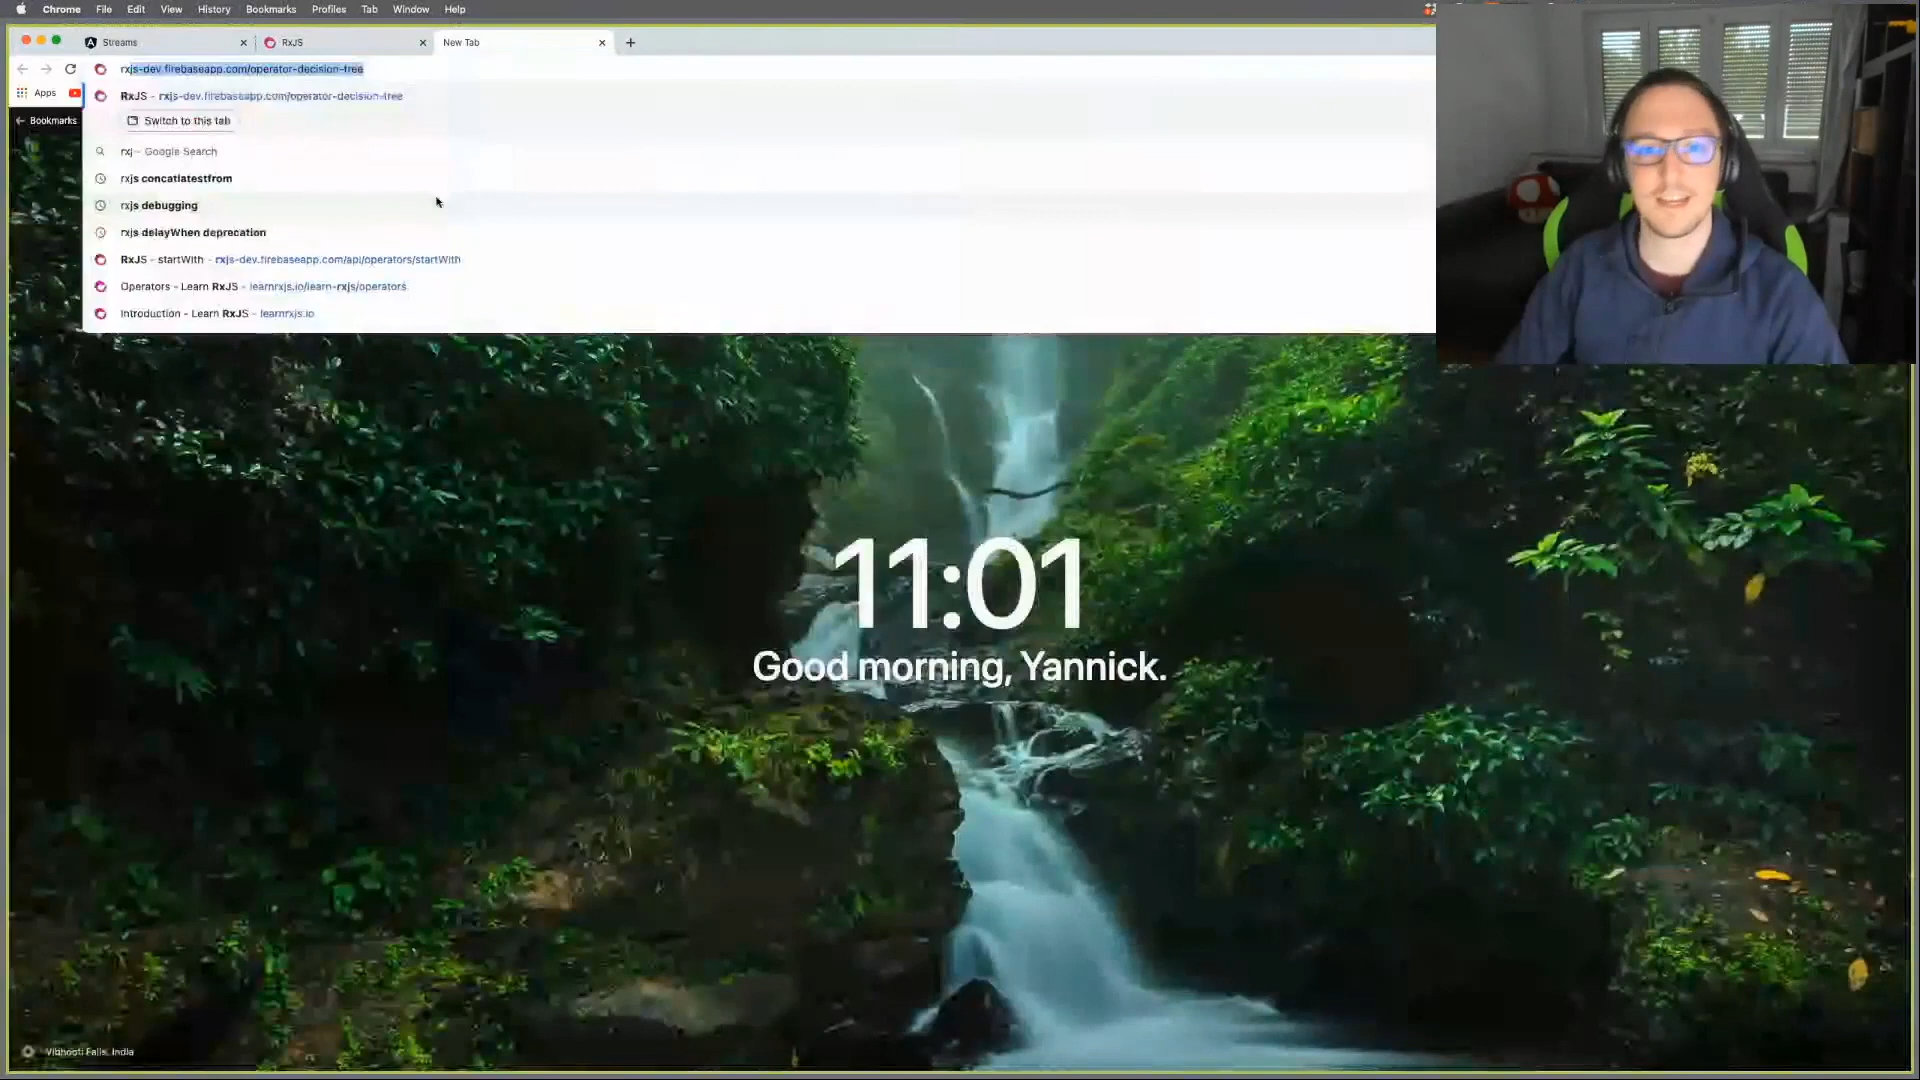 Chrome File Edit View History Bookmarks Profiles Tab Window Help
Streams RxJS New Tab
rxjs-dev.firebaseapp.com/operator-decision-tree
Apps
RxJS - rxjs-dev.firebaseapp.com/operator-decision-tree
Bookmarks
Switch to this tab
rxj - Google Search
rxjs concatlatestfrom
rxjs debugging
rxjs delayWhen deprecation
RxJS - startWith - rxjs-dev.firebaseapp.com/api/operators/startWith
Operators - Learn RxJS - learnrxjs.io/learn-rxjs/operators
Introduction - Learn RxJS - learnrxjs.io
11:01
Good morning, Yannick.
Vibhooti Falls, India